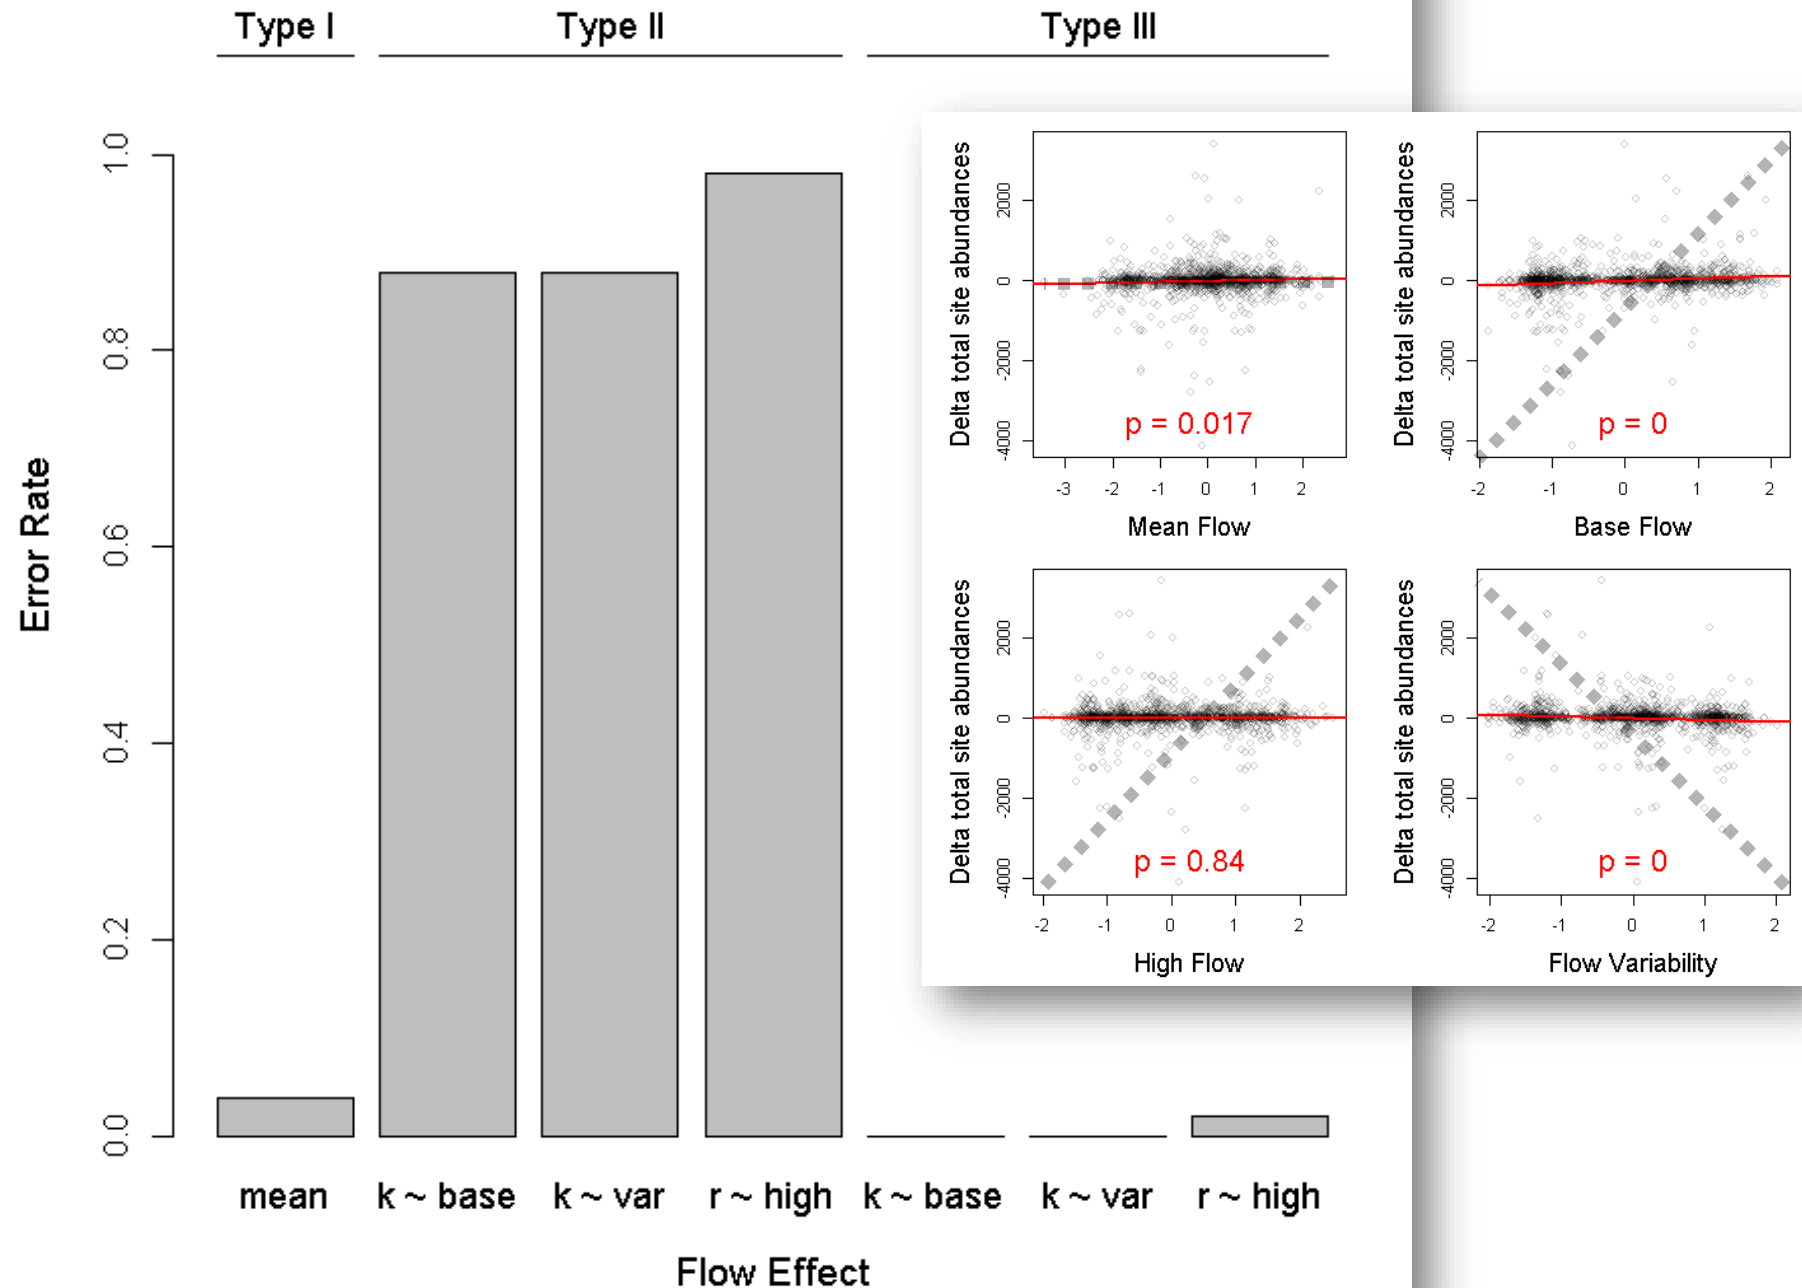 Type I Type II Type III
Error Rate
0.0 0.2 0.4 0.6 0.8 1.0
mean k ~ base k ~ var r ~ high k ~ base k ~ var r ~ high
Flow Effect
Delta total site abundances
-4000 -2000 0 2000
p = 0.017
-3 -2 -1 0 1 2
Mean Flow
Delta total site abundances
-4000 -2000 0 2000
p = 0
-2 -1 0 1 2
Base Flow
Delta total site abundances
-4000 -2000 0 2000
p = 0.84
-2 -1 0 1 2
High Flow
Delta total site abundances
-4000 -2000 0 2000
p = 0
-2 -1 0 1 2
Flow Variability